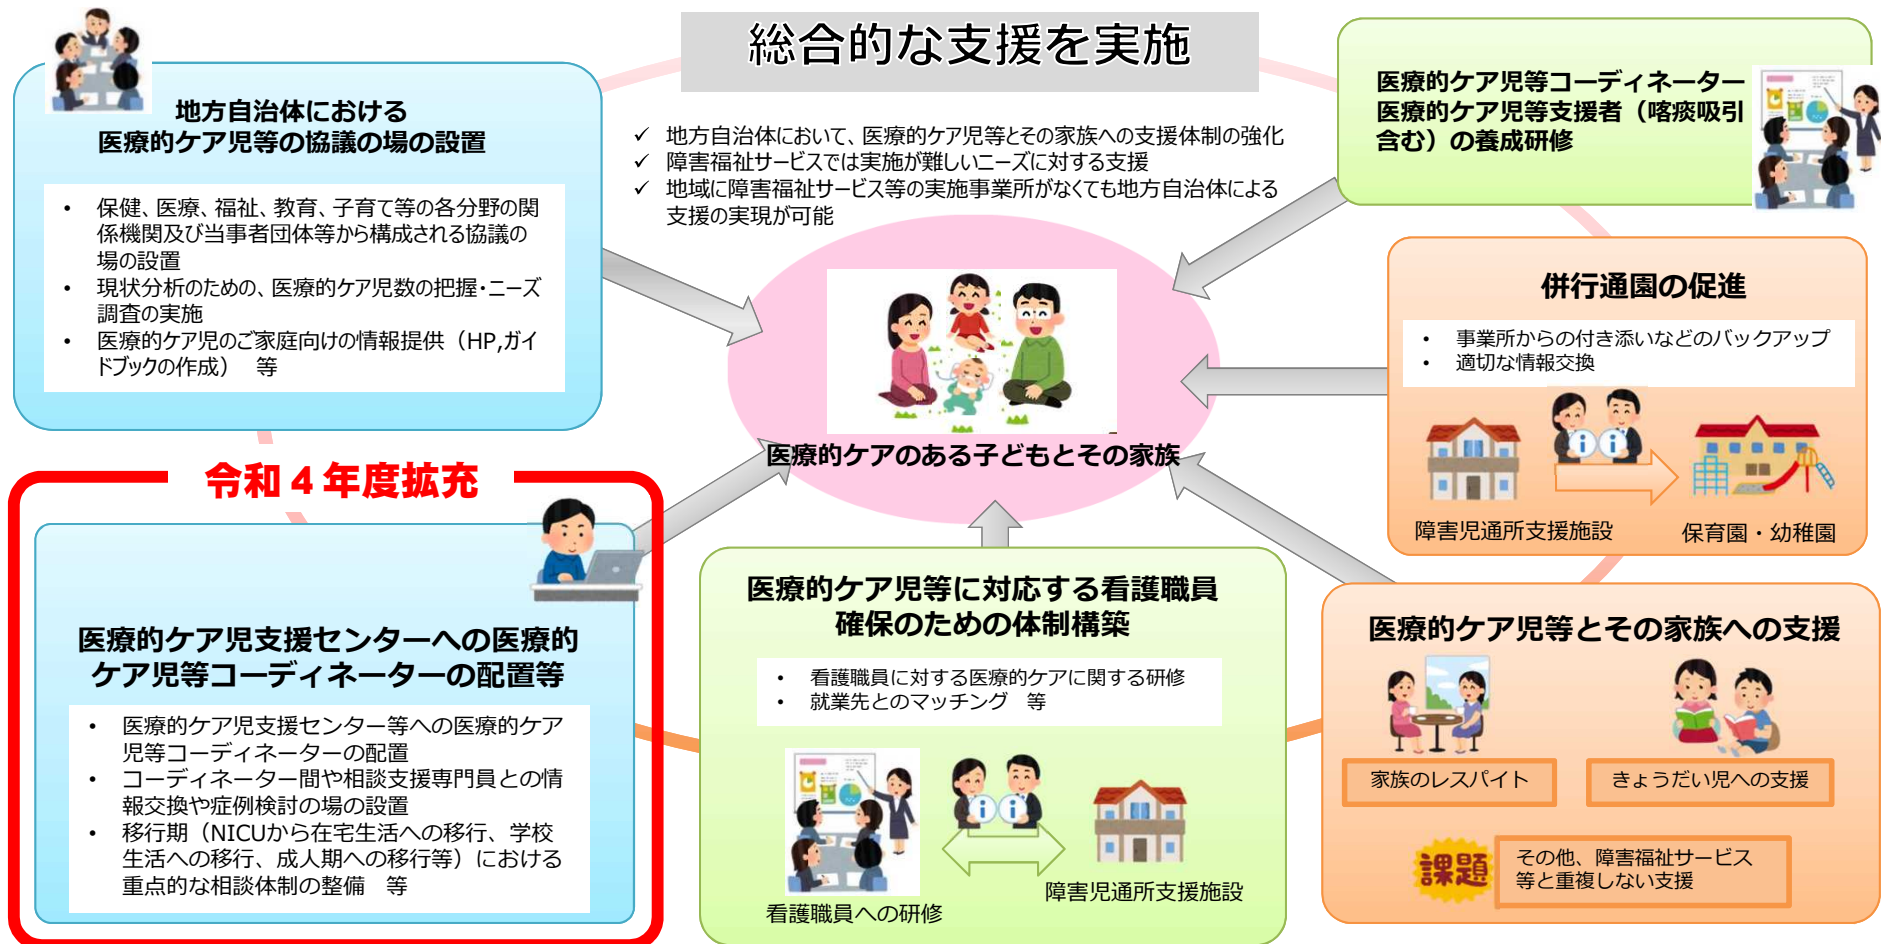 総合的な支援を実施
✓ 地方自治体において、医療的ケア児等とその家族への支援体制の強化
✓ 障害福祉サービスでは実施が難しいニーズに対する支援
✓ 地域に障害福祉サービス等の実施事業所がなくても地方自治体による
支援の実現が可能
地方自治体における
医療的ケア児等の協議の場の設置
• 保健、医療、福祉、教育、子育て等の各分野の関
係機関及び当事者団体等から構成される協議の
場の設置
• 現状分析のための、医療的ケア児数の把握・ニーズ
調査の実施
• 医療的ケア児のご家庭向けの情報提供（HP,ガイ
ドブックの作成） 等
医療的ケア児等コーディネーター
医療的ケア児等支援者（喀痰吸引
含む）の養成研修
併行通園の促進
• 事業所からの付き添いなどのバックアップ
• 適切な情報交換
i i
障害児通所支援施設
保育園・幼稚園
医療的ケアのある子どもとその家族
令和４年度拡充
医療的ケア児支援センターへの医療的
ケア児等コーディネーターの配置等
• 医療的ケア児支援センター等への医療的ケア
児等コーディネーターの配置
• コーディネーター間や相談支援専門員との情
報交換や症例検討の場の設置
• 移行期（NICUから在宅生活への移行、学校
生活への移行、成人期への移行等）における
重点的な相談体制の整備 等
医療的ケア児等に対応する看護職員
確保のための体制構築
• 看護職員に対する医療的ケアに関する研修
• 就業先とのマッチング 等
i i
看護職員への研修
障害児通所支援施設
医療的ケア児等とその家族への支援
家族のレスパイト
きょうだい児への支援
課題
その他、障害福祉サービス
等と重複しない支援